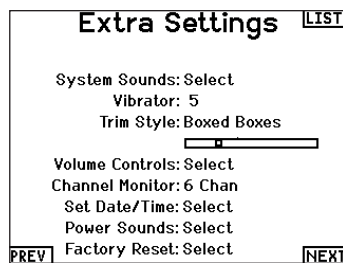 Extra Settings
LIST
System Sounds: Select
Vibrator: 5
Trim Style: Boxed Boxes
Volume Controls: Select
Channel Monitor: 6 Chan
Set Date/Time: Select
Power Sounds: Select
Factory Reset: Select
PREV
NEXT